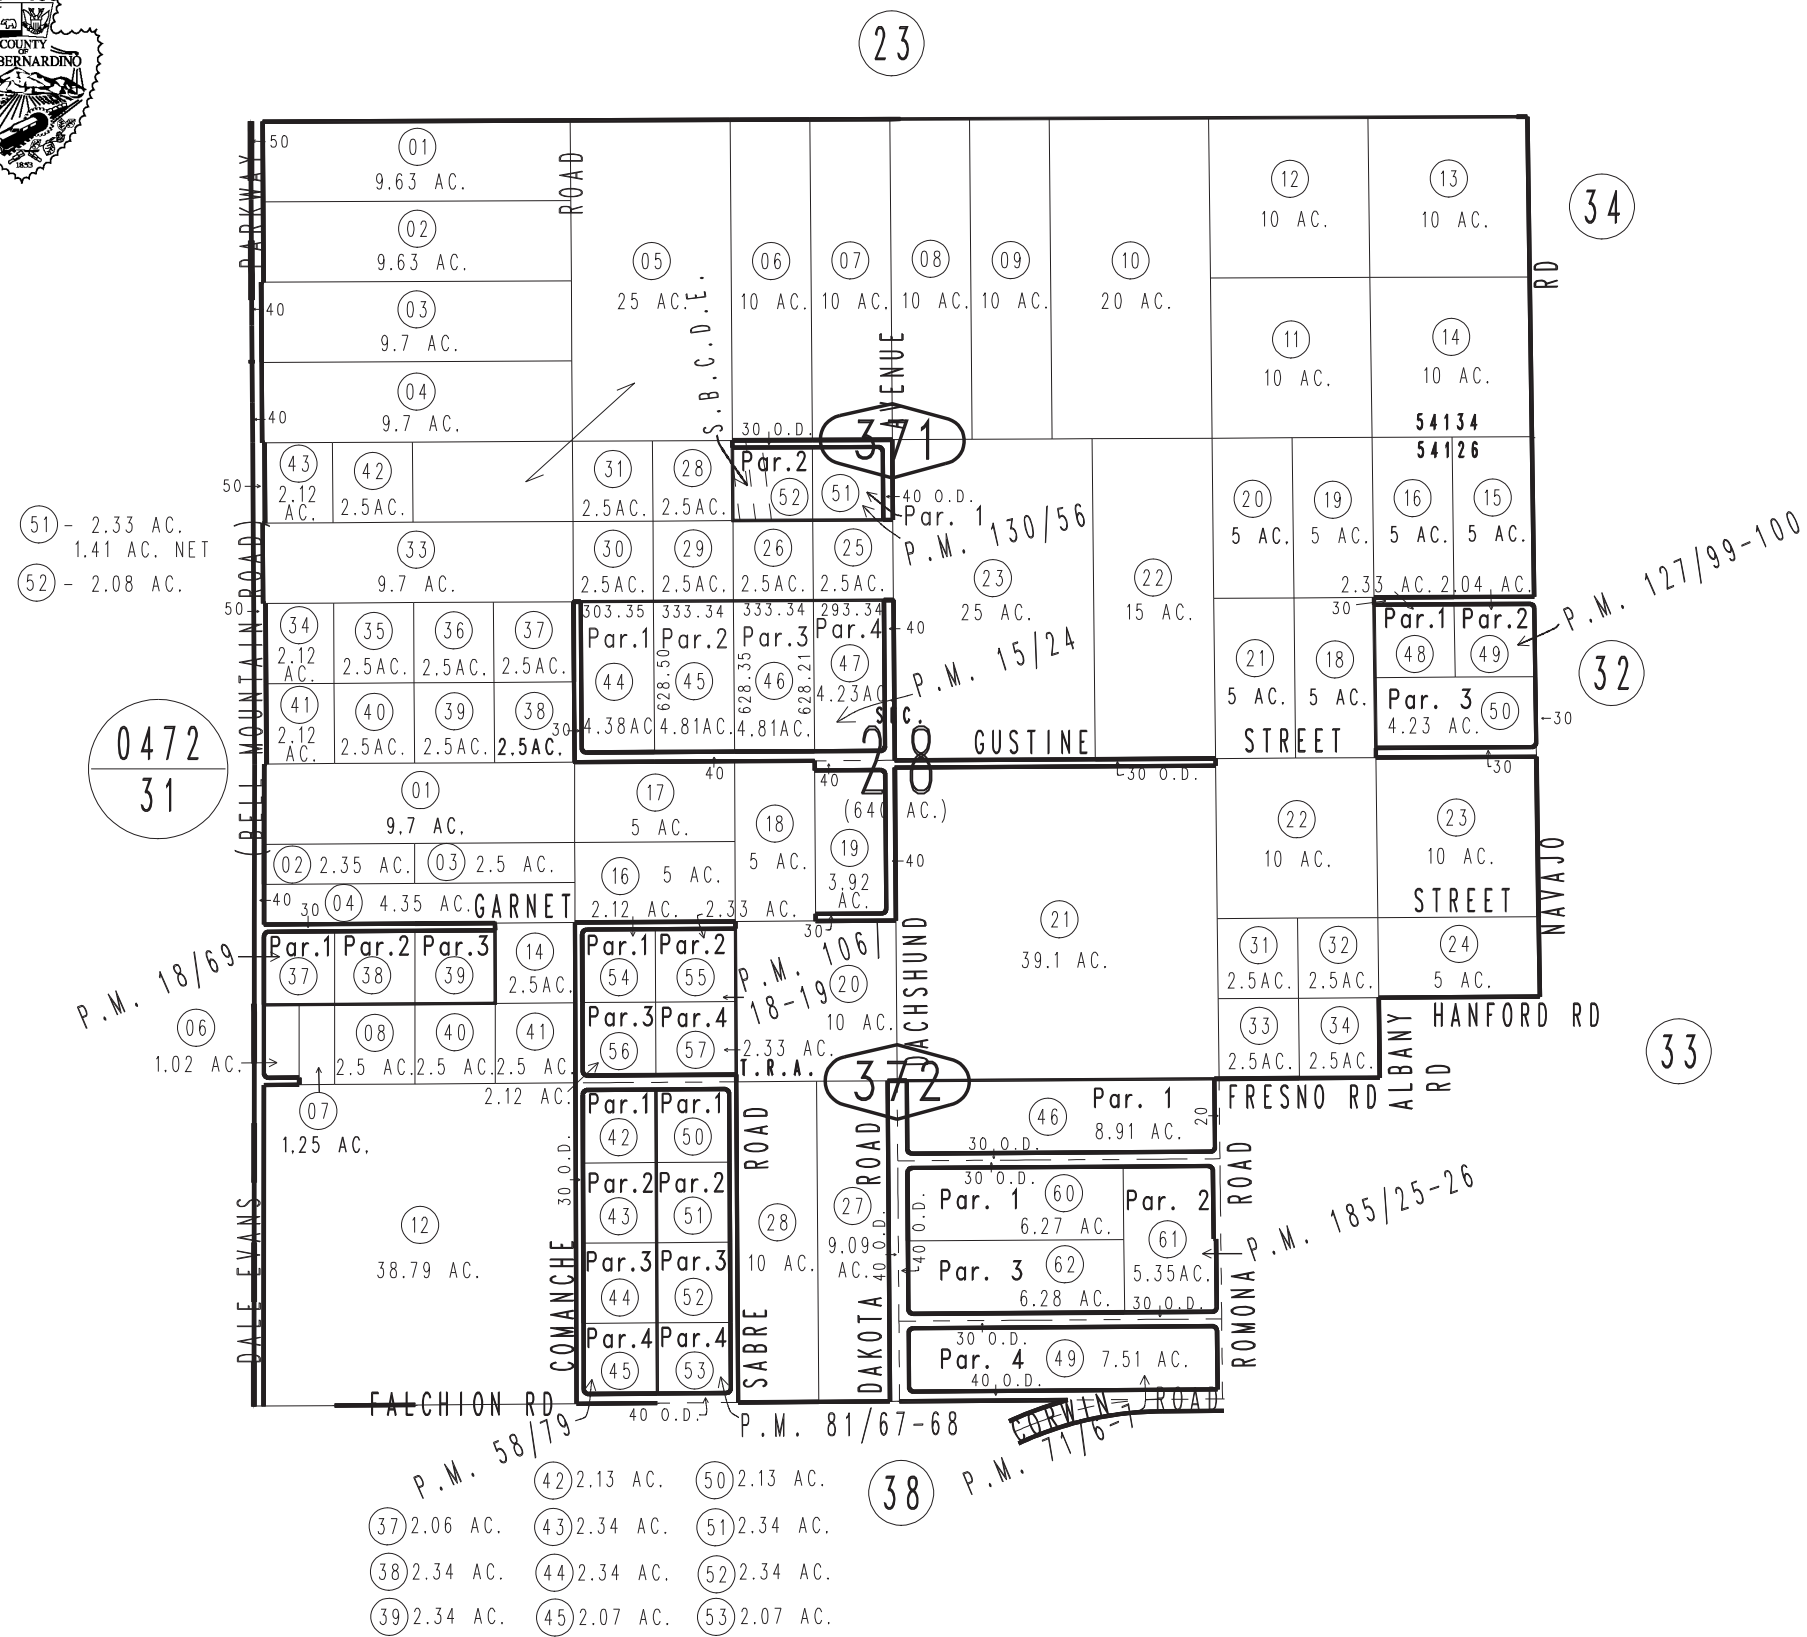 COUNTY
OF
BERNARDINO
1853
23
34
32
33
38
0472
31
PARKWAY
ROAD
RD
AVENUE
S.B.C.D.E.
50
01
9.63 AC.
02
9.63 AC.
03
9.7 AC.
40
04
9.7 AC.
40
05
25 AC.
06
10 AC.
07
10 AC.
08
10 AC.
09
10 AC.
10
20 AC.
12
10 AC.
13
10 AC.
11
10 AC.
14
10 AC.
54134
54126
371
30 O.D.
43
2.12
AC.
42
2.5AC.
50
31
2.5AC.
28
2.5AC.
Par.2
52
51
40 O.D.
Par. 1
P.M. 130/56
51 - 2.33 AC.
1.41 AC. NET
52 - 2.08 AC.
33
9.7 AC.
30
2.5AC.
29
2.5AC.
26
2.5AC.
25
2.5AC.
23
25 AC.
22
15 AC.
20
5 AC.
19
5 AC.
16
5 AC.
15
5 AC.
2.33 AC. 2.04 AC.
P.M. 127/99-100
50
34
2.12
AC.
35
2.5AC.
36
2.5AC.
37
2.5AC.
303.35 333.34 333.34 293.34
Par.1 Par.2 Par.3 Par.4
628.50
628.35
628.21
44
4.38AC
45
4.81AC.
46
4.81AC.
47
4.23AC
40
P.M. 15/24
30
Par.1 Par.2
48
49
Par. 3
4.23 AC.
50
30
21
5 AC.
18
5 AC.
41
2.12
AC.
40
2.5AC.
39
2.5AC.
38
2.5AC.
30
SEC.
28
(640 AC.)
GUSTINE STREET
40
40
30 O.D.
30
(BELL MOUNTAIN ROAD)
01
9.7 AC.
17
5 AC.
18
5 AC.
19
3.92
AC.
40
22
10 AC.
23
10 AC.
02 2.35 AC.
03 2.5 AC.
16 5 AC.
40
30
04 4.35 AC.
GARNET
2.12 AC. 2.33 AC.
30
STREET
NAVAJO
P.M. 18/69
Par.1 Par.2 Par.3
37
38
39
14
2.5AC.
Par.1 Par.2
54
55
P.M. 106/
18-19
20
10 AC.
DACHSHUND
21
39.1 AC.
31
2.5AC.
32
2.5AC.
24
5 AC.
HANFORD RD
06
1.02 AC.
08
2.5 AC.
40
2.5 AC.
41
2.5 AC.
Par.3 Par.4
56
57
2.33 AC.
T.R.A.
372
33
2.5AC.
34
2.5AC.
ALBANY
RD
07
1.25 AC.
2.12 AC.
FRESNO RD
12
38.79 AC.
Par.1 Par.1
42
50
Par.2 Par.2
43
51
Par.3 Par.3
44
52
Par.4 Par.4
45
53
30 O.D.
COMANCHE
SABRE ROAD
28
10 AC.
27
9.09
AC.
40 O.D.
40 O.D.
DAKOTA ROAD
46
Par. 1
8.91 AC.
20
30 O.D.
30 O.D.
Par. 1 60
6.27 AC.
Par. 2
61
5.35AC.
Par. 3 62
6.28 AC.
30 O.D.
30 O.D.
Par. 4 49 7.51 AC.
40 O.D.
ROMONA ROAD
P.M. 185/25-26
DALE EVANS
FALCHION RD
40 O.D.
P.M. 58/79
P.M. 81/67-68
CORWIN ROAD
P.M. 71/6-7
42 2.13 AC. 50 2.13 AC.
37 2.06 AC. 43 2.34 AC. 51 2.34 AC.
38 2.34 AC. 44 2.34 AC. 52 2.34 AC.
39 2.34 AC. 45 2.07 AC. 53 2.07 AC.